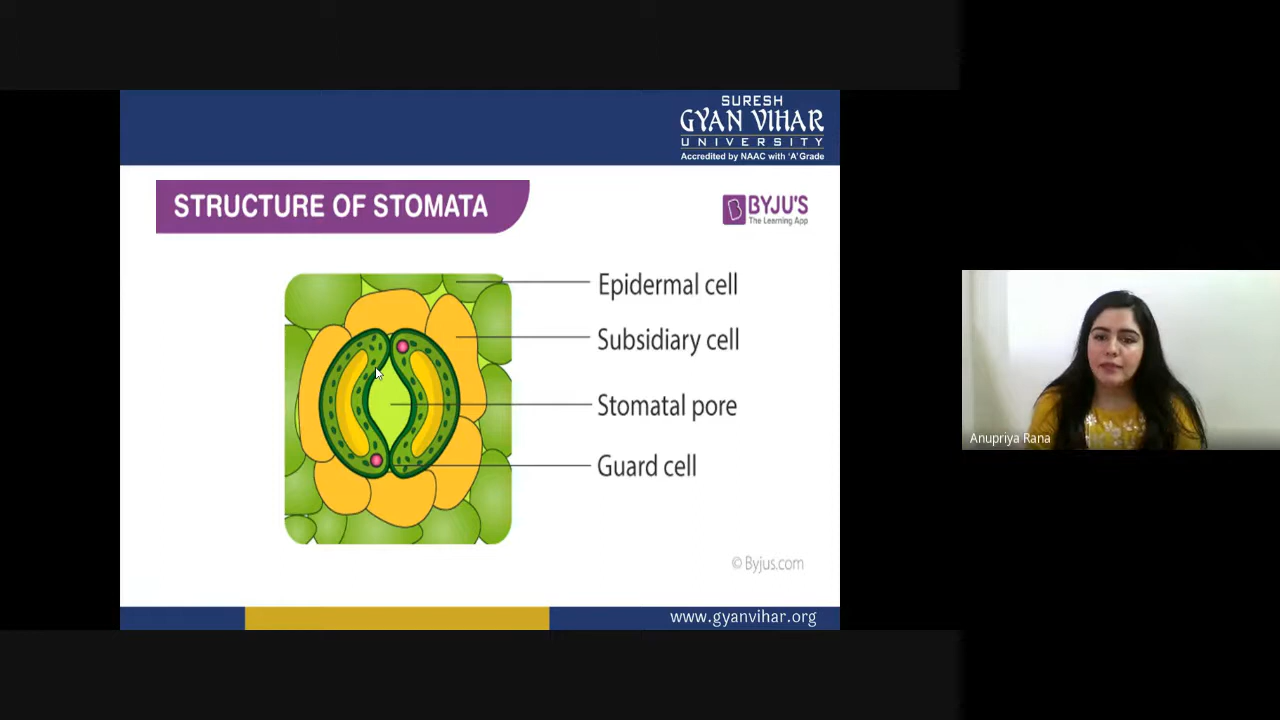 SURESH
GYAN VIHAR
UNIVERSITY
Accredited by NAAC with 'A' Grade
STRUCTURE OF STOMATA
BYJU'S
The Learning App
Epidermal cell
Subsidiary cell
Stomatal pore
Guard cell
Anupriya Rana
© Byjus.com
www.gyanvihar.org